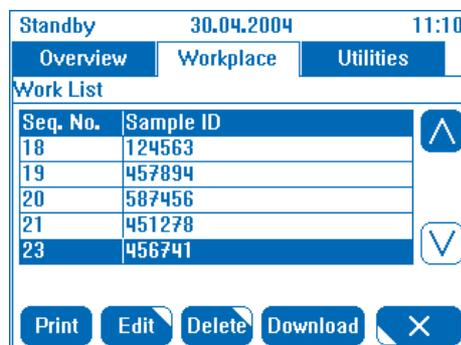 Standby 30.04.2004 11:10
Overview Workplace Utilities
Work List
Seq. No. Sample ID
18 124563
19 457894
20 587456
21 451278
23 456741
Print Edit Delete Download